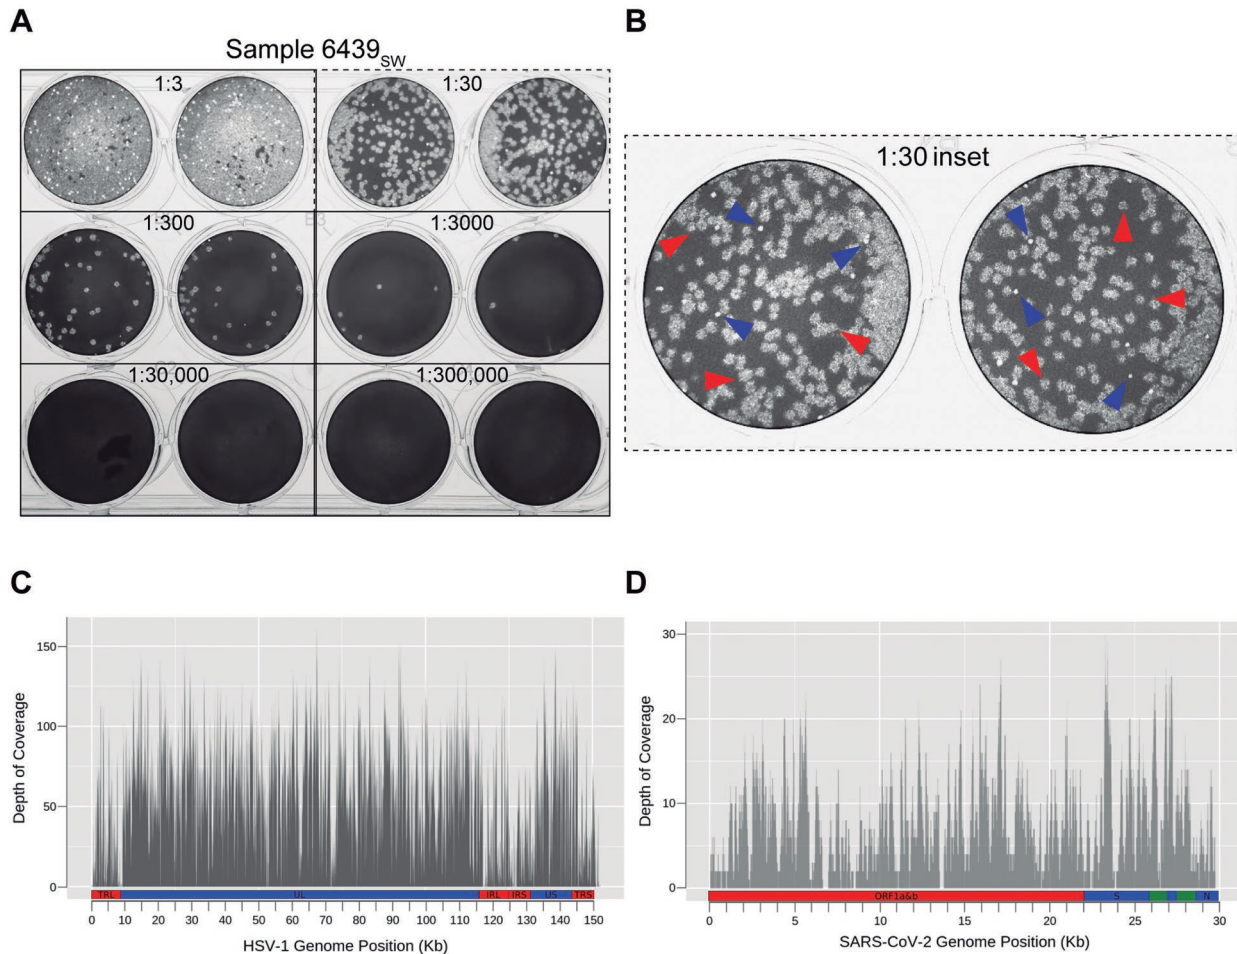 A
Sample 6439SW
1:3
1:30
1:300
1:3000
1:30,000
1:300,000
B
1:30 inset
C
Depth of Coverage
150
100
50
0
TRL UL IRL IRS US TRS
0 10 20 30 40 50 60 70 80 90 100 110 120 130 140 150
HSV-1 Genome Position (Kb)
D
Depth of Coverage
30
20
10
0
ORF1a&b S N
0 5 10 15 20 25 30
SARS-CoV-2 Genome Position (Kb)